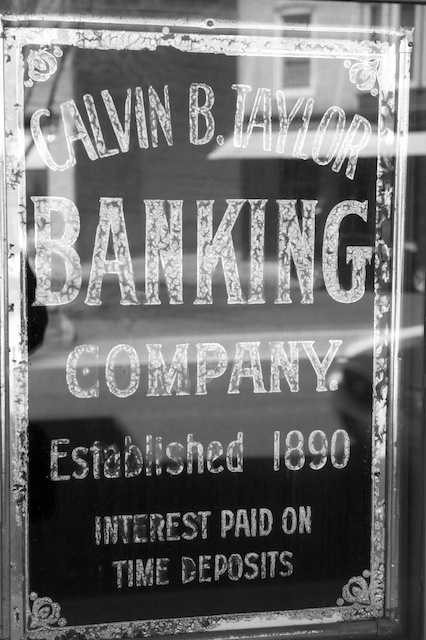 CALVIN B. TAYLOR
BANKING
COMPANY
Established 1890
INTEREST PAID ON
TIME DEPOSITS